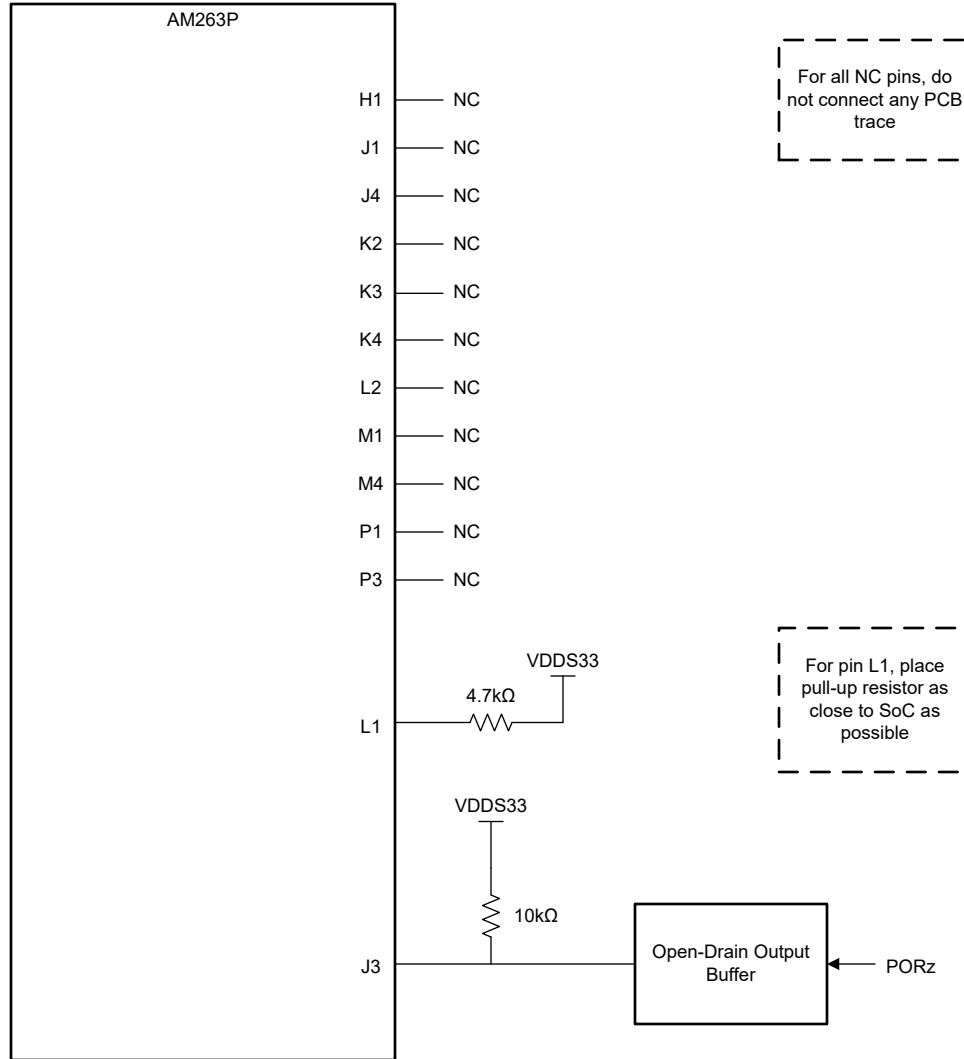 AM263P
For all NC pins, do
not connect any PCB
trace
H1 NC
J1 NC
J4 NC
K2 NC
K3 NC
K4 NC
L2 NC
M1 NC
M4 NC
P1 NC
P3 NC
For pin L1, place
pull-up resistor as
close to SoC as
possible
VDDS33
4.7kΩ
L1
VDDS33
10kΩ
J3
Open-Drain Output
Buffer
PORz